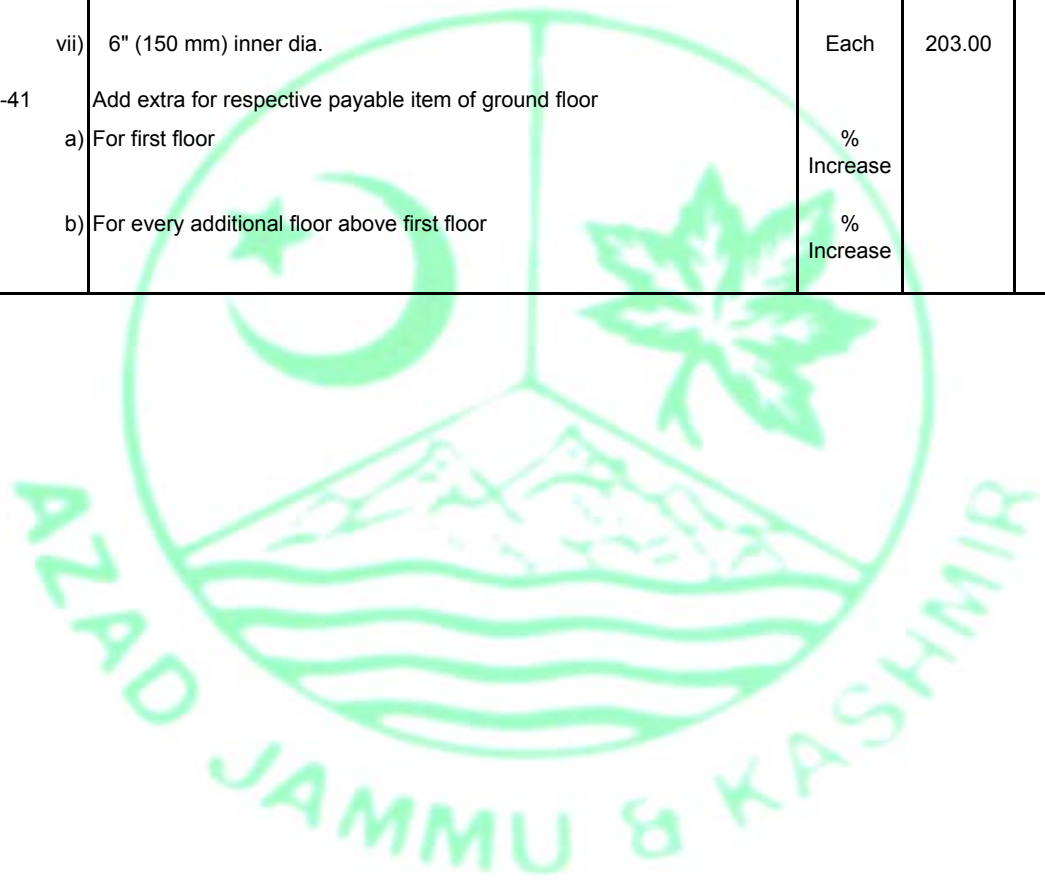 vii) 6" (150 mm) inner dia. Each 203.00
-41 Add extra for respective payable item of ground floor
a) For first floor %
Increase
b) For every additional floor above first floor %
Increase
AZAD JAMMU & KASHMIR